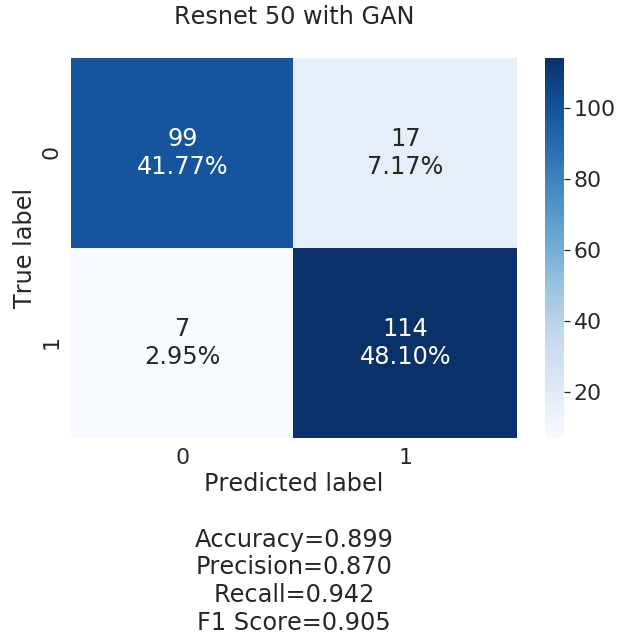 Resnet 50 with GAN
99
41.77%
17
7.17%
7
2.95%
114
48.10%
0
1
True label
0
1
Predicted label
100
80
60
40
20
Accuracy=0.899
Precision=0.870
Recall=0.942
F1 Score=0.905